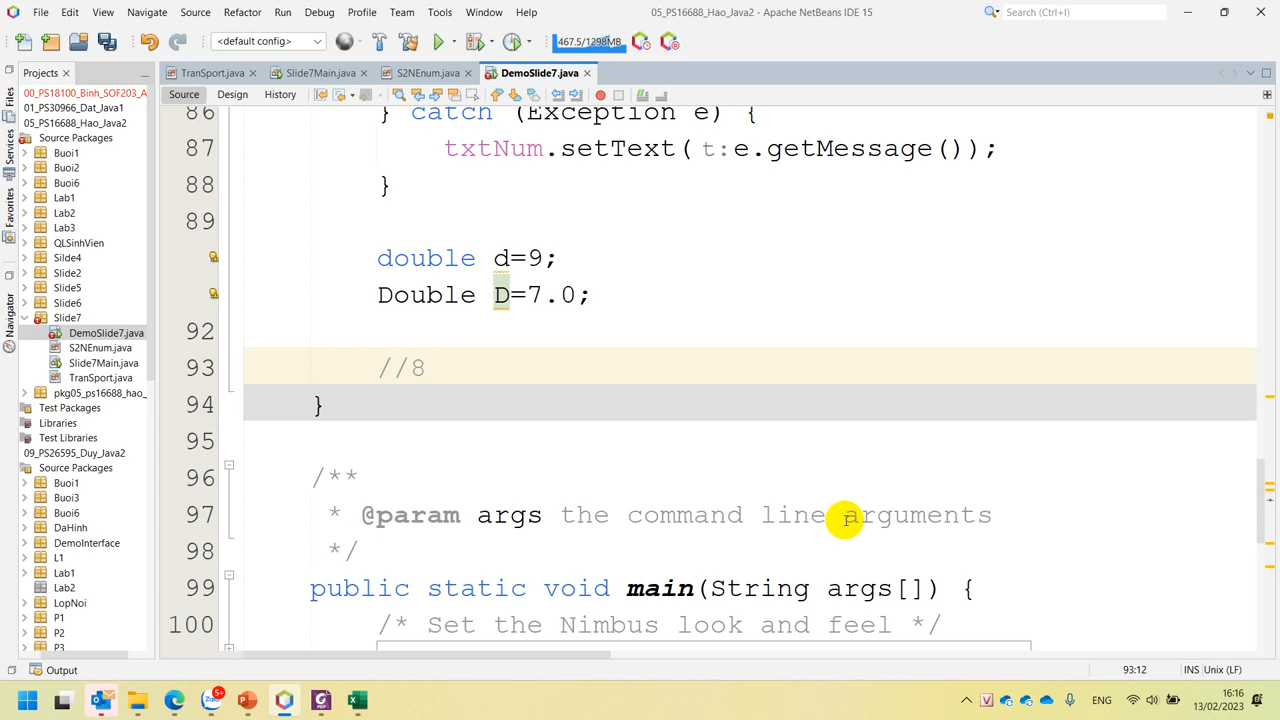 File Edit View Navigate Source Refactor Run Debug Profile Team Tools Window Help 05_PS16688_Hao_Java2 - Apache NetBeans IDE 15 Search (Ctrl+I)
<default config> 467.5/1298MB
Projects TranSport.java Slide7Main.java S2NEnum.java DemoSlide7.java
Source Design History
Files
Services
Favorites
Navigator
00_PS18100_Binh_SOF203_A
01_PS30966_Dat_Java1
05_PS16688_Hao_Java2
Source Packages
Buoi1
Buoi2
Buoi6
Lab1
Lab2
Lab3
QLSinhVien
Silde4
Slide2
Slide5
Slide6
Slide7
DemoSlide7.java
S2NEnum.java
Slide7Main.java
TranSport.java
pkg05_ps16688_hao_
Test Packages
Libraries
Test Libraries
09_PS26595_Duy_Java2
Source Packages
Buoi1
Buoi3
Buoi6
DaHinh
DemoInterface
L1
Lab1
Lab2
LopNoi
P1
P2
P3
86 } catch (Exception e) {
87 txtNum.setText( t:e.getMessage());
88 }
89
double d=9;
Double D=7.0;
92
93 //8
94 }
95
96 /**
97 * @param args the command line arguments
98 */
99 public static void main(String args[]) {
100 /* Set the Nimbus look and feel */
Output 93:12 INS Unix (LF)
5+ ENG 16:16
13/02/2023